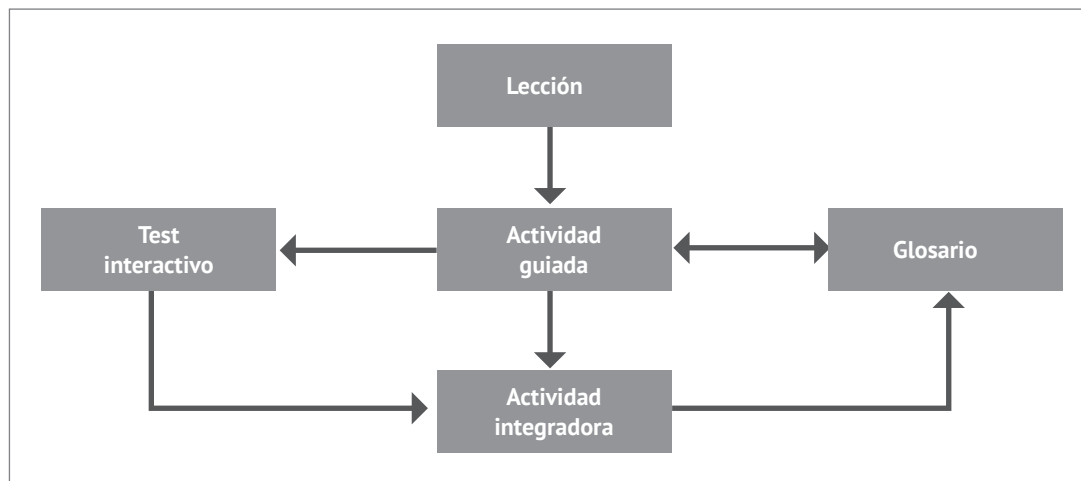 Lección
Test
interactivo
Actividad
guiada
Glosario
Actividad
integradora